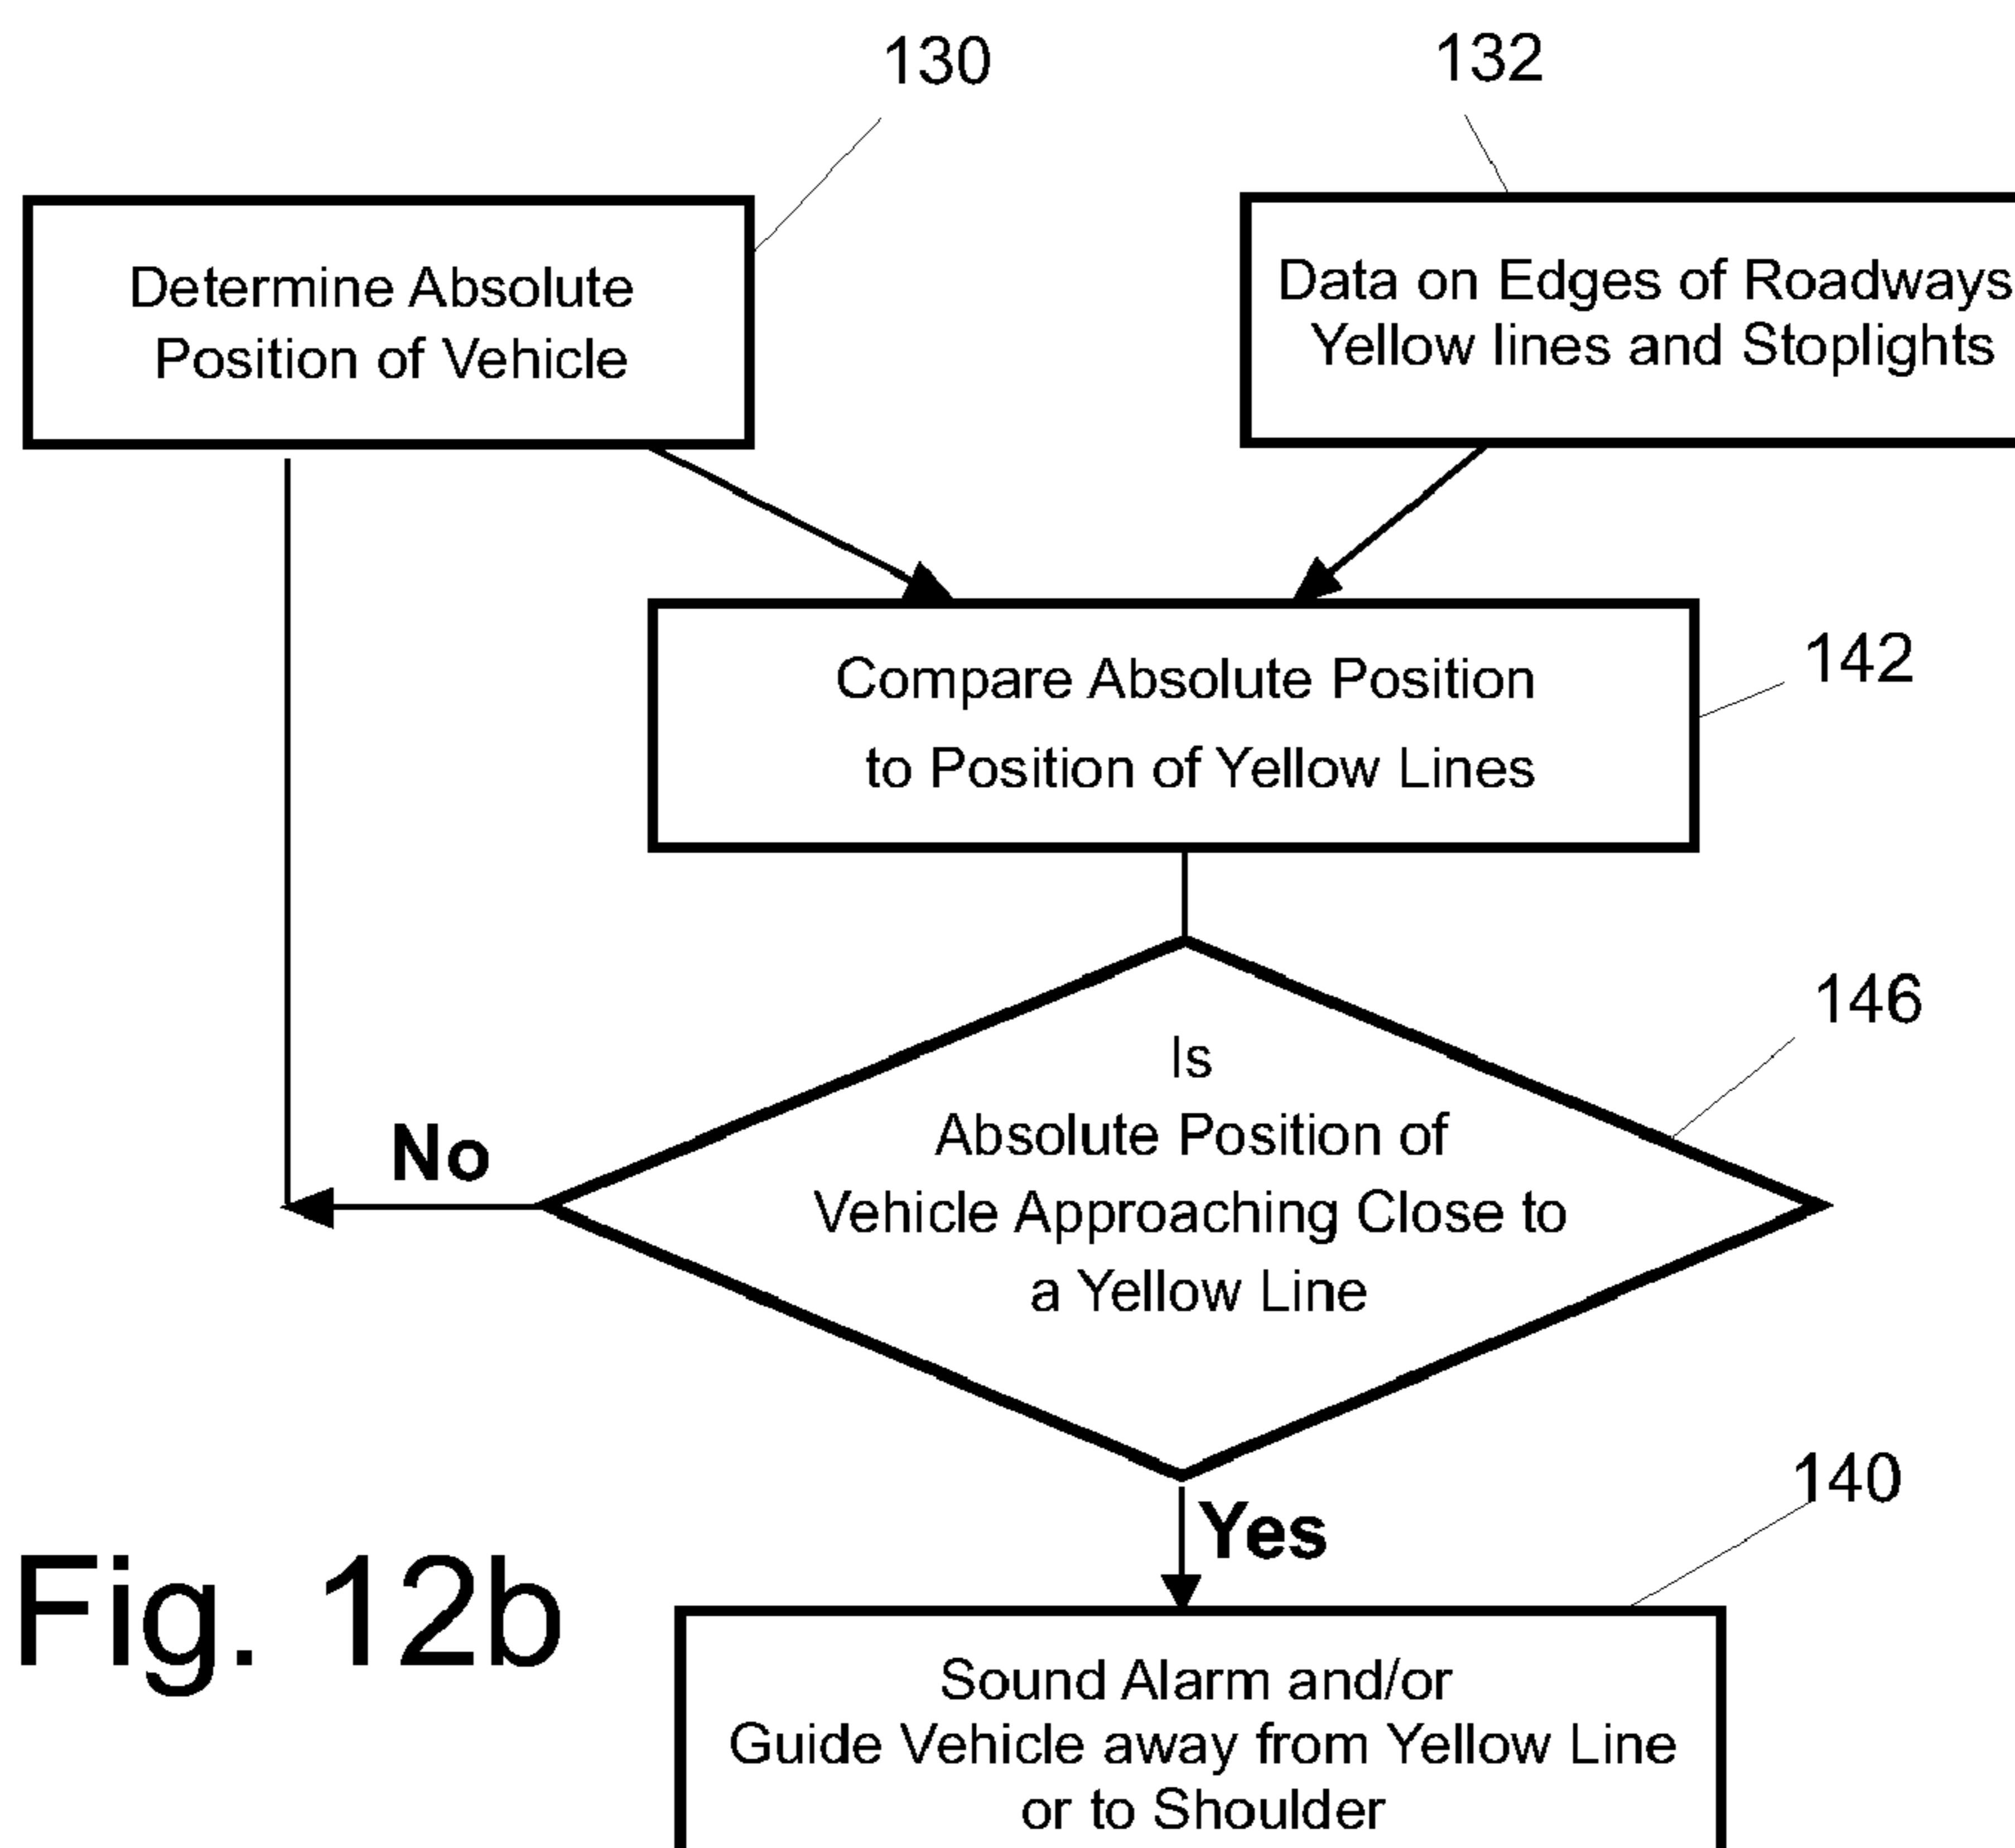 130
132
Determine Absolute
Position of Vehicle
Data on Edges of Roadways
Yellow lines and Stoplights
Compare Absolute Position
to Position of Yellow Lines
142
146
Is
Absolute Position of
Vehicle Approaching Close to
a Yellow Line
No
Yes
140
Fig. 12b
Sound Alarm and/or
Guide Vehicle away from Yellow Line
or to Shoulder